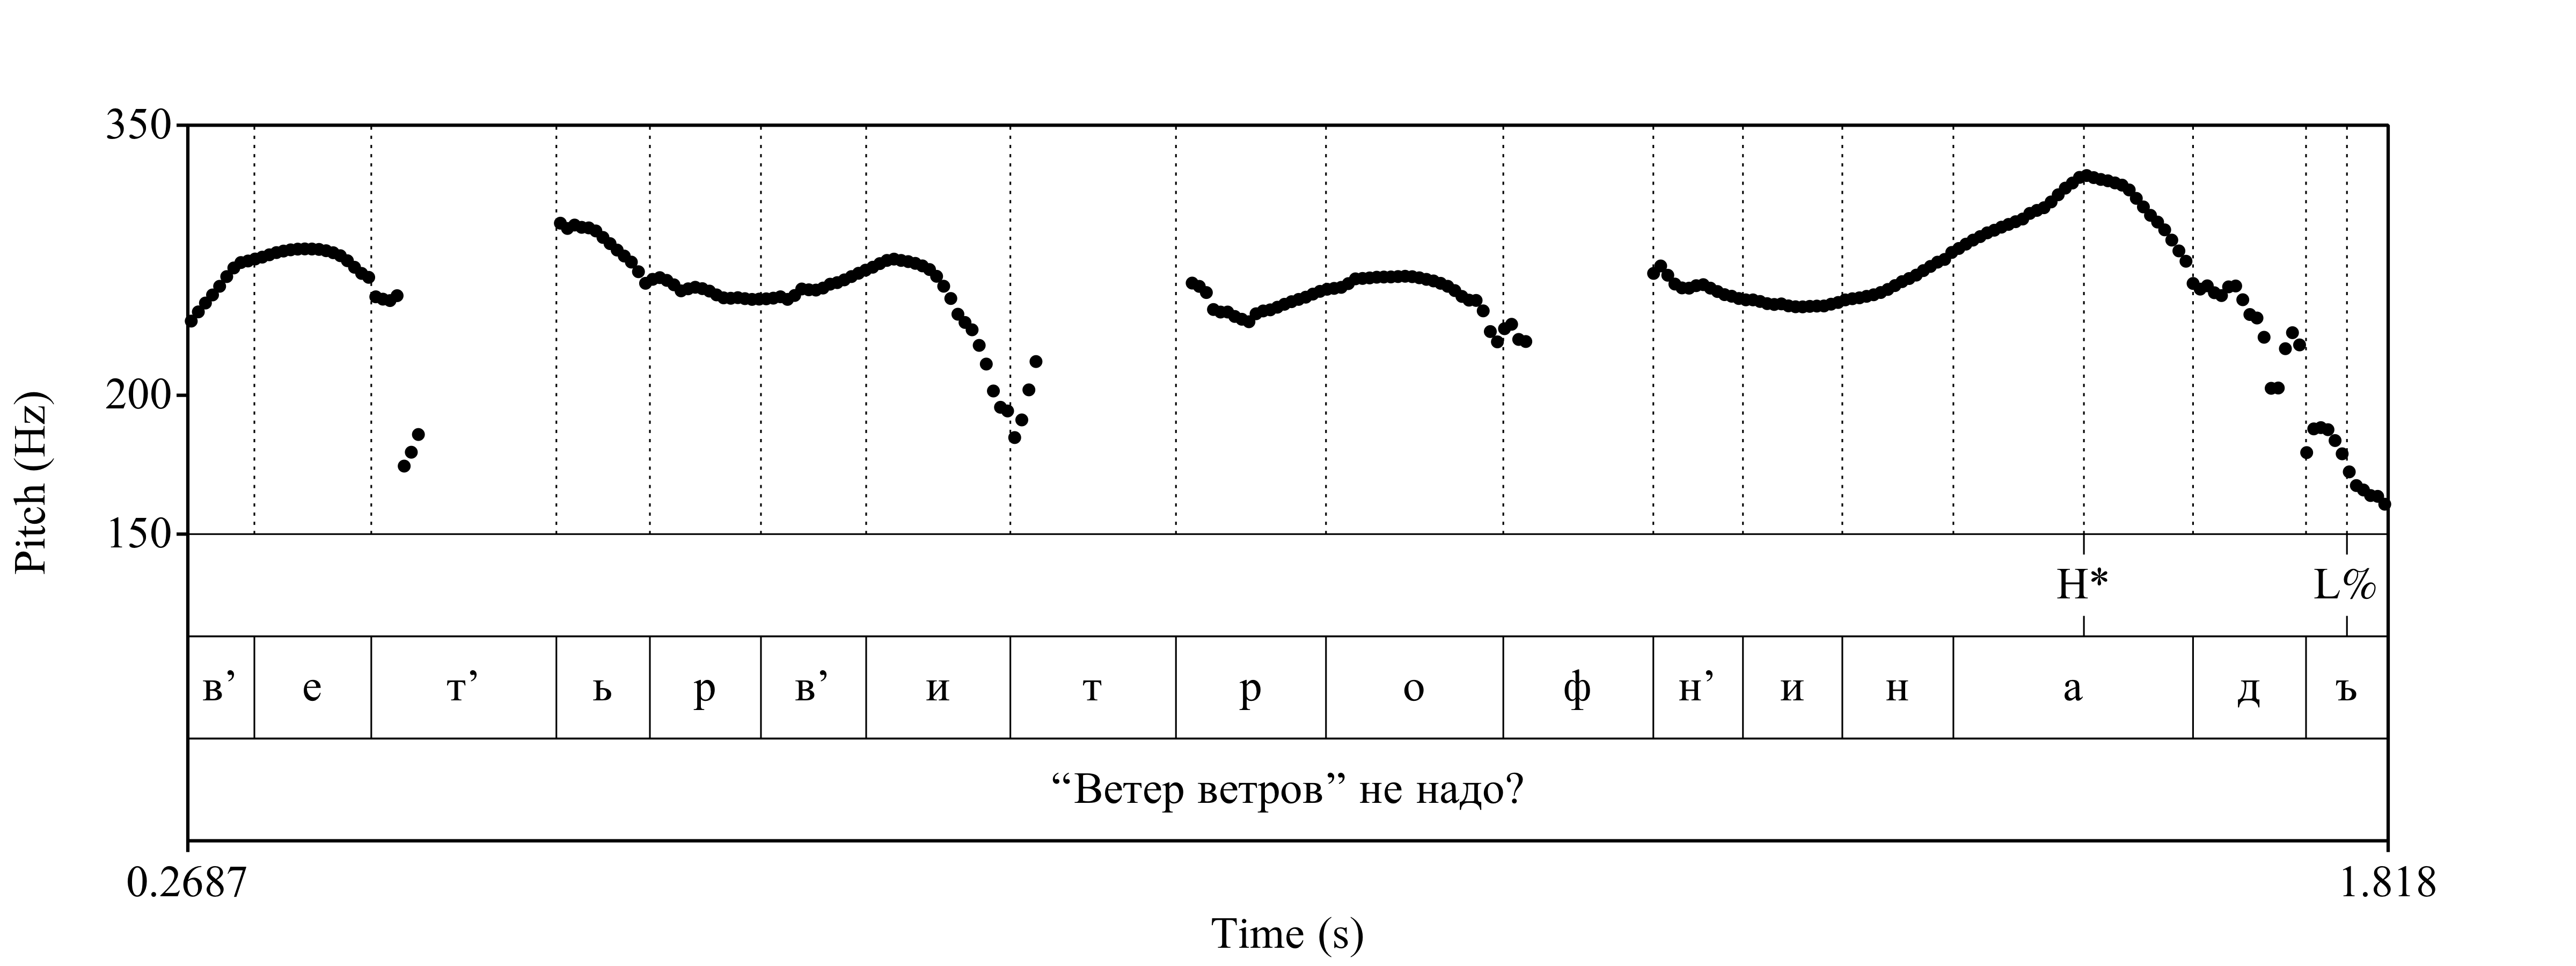 350
200
150
Pitch (Hz)
H* L%
в’ е т’ ь р в’ и т р о ф н’ и н а д ъ
“Ветер ветров” не надо?
0.2687 1.818
Time (s)